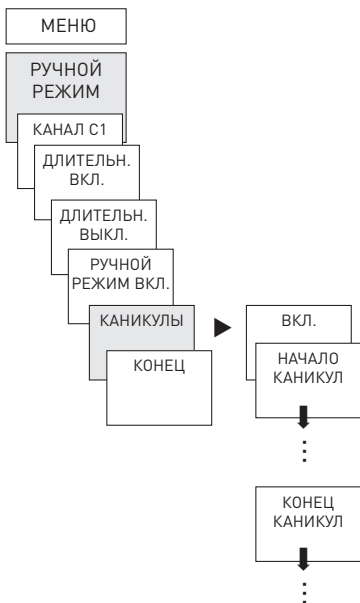 МЕНЮ
РУЧНОЙ
РЕЖИМ
КАНАЛ C1
ДЛИТЕЛЬН.
ВКЛ.
ДЛИТЕЛЬН.
ВЫКЛ.
РУЧНОЙ
РЕЖИМ ВКЛ.
КАНИКУЛЫ
КОНЕЦ
ВКЛ.
НАЧАЛО
КАНИКУЛ
КОНЕЦ
КАНИКУЛ